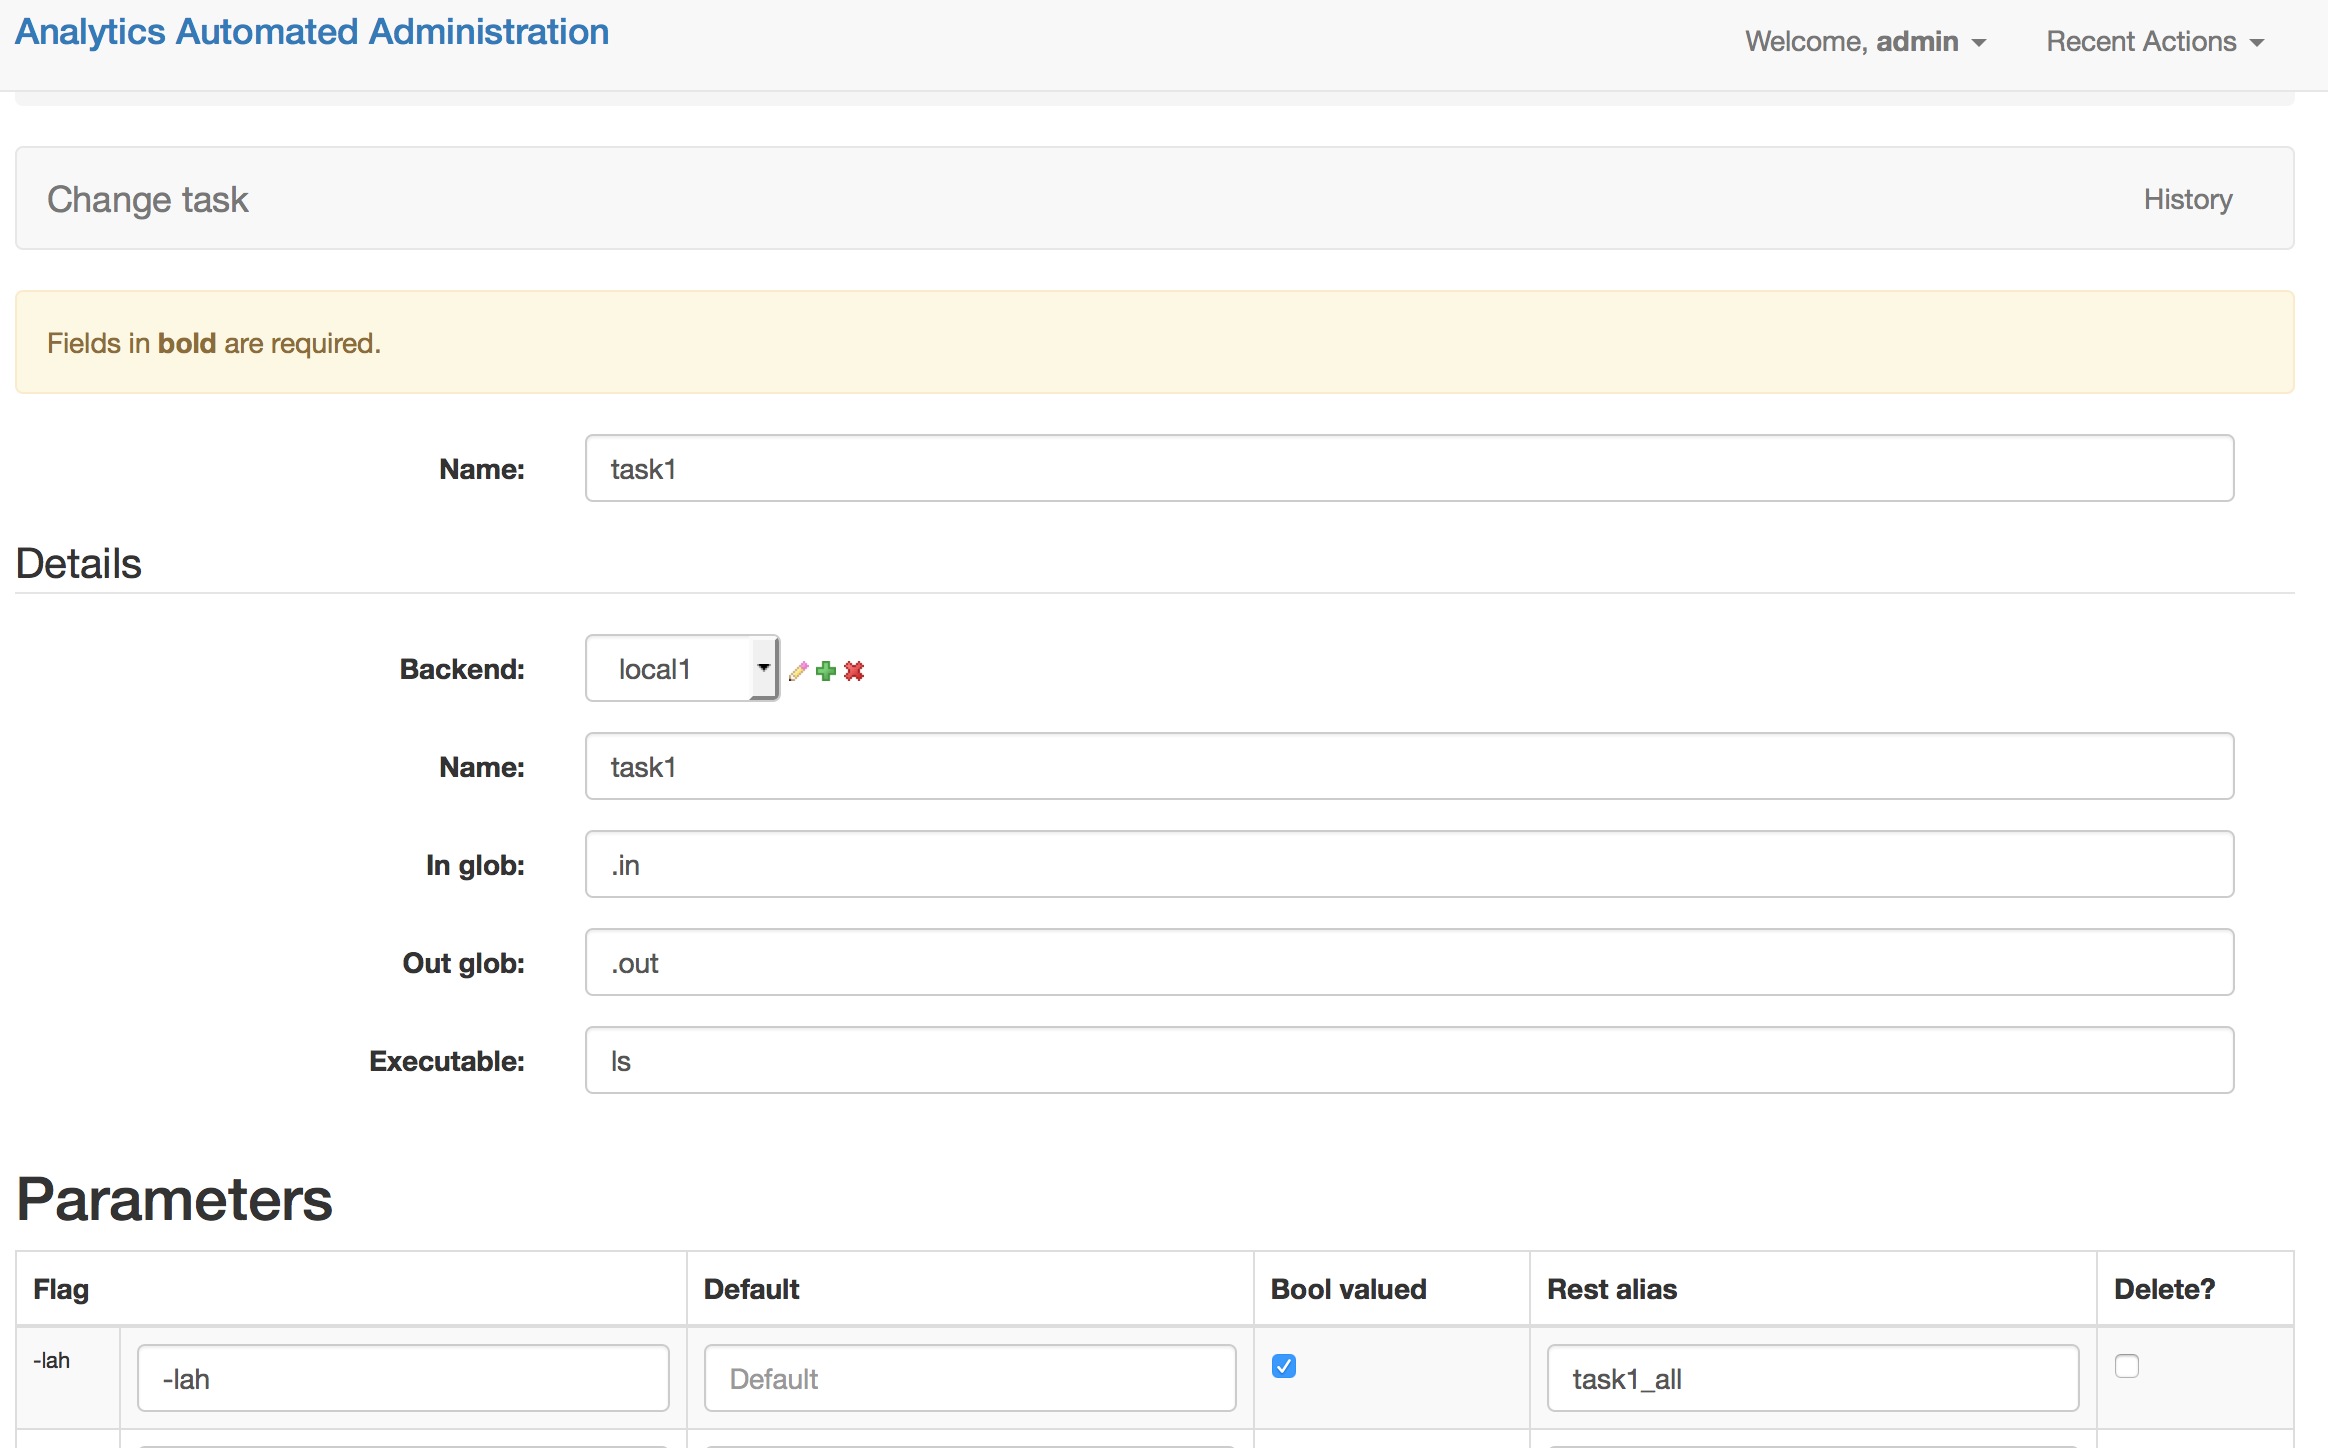 Analytics Automated Administration
Welcome, admin
Recent Actions
Change task
History
Fields in bold are required.
Name:
task1
Details
Backend:
local1
Name:
task1
In glob:
.in
Out glob:
.out
Executable:
ls
Parameters
Flag
Default
Bool valued
Rest alias
Delete?
-lah
-lah
Default
task1_all